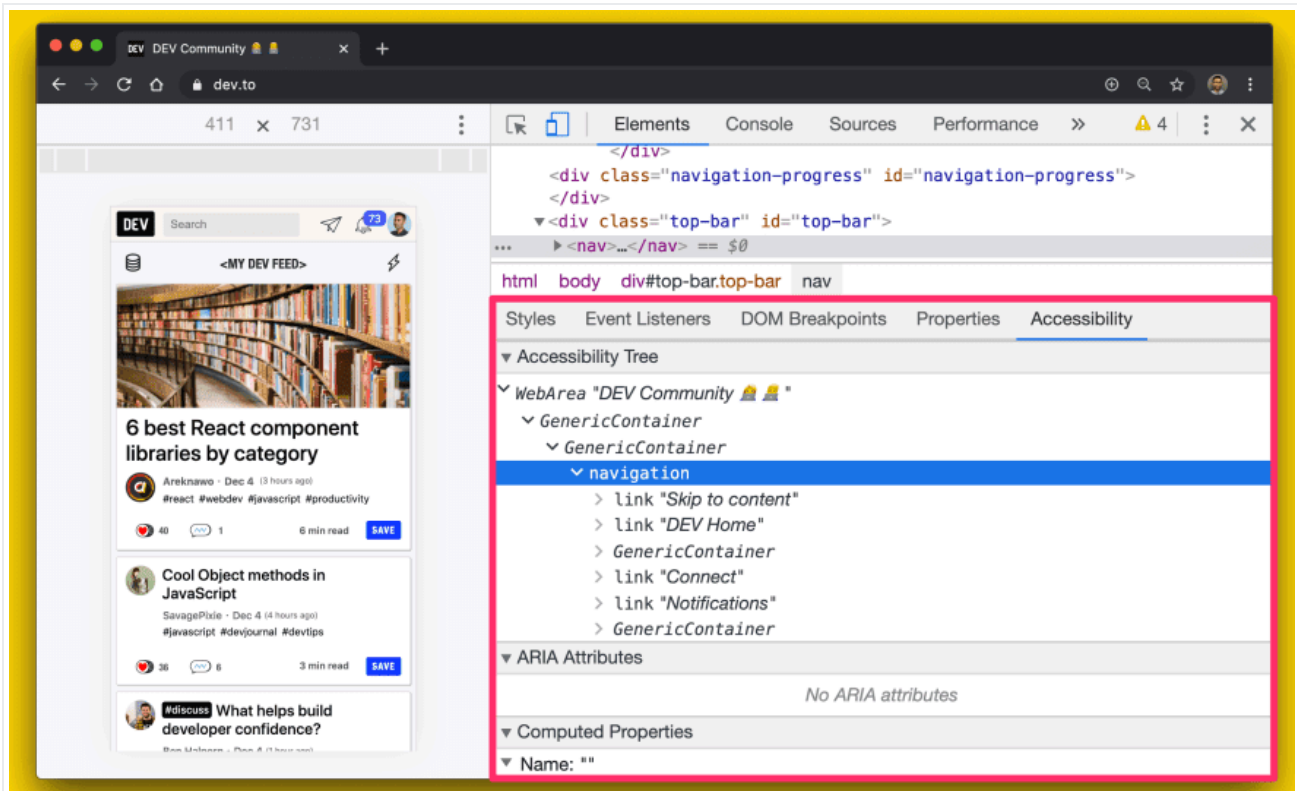 DEV DEV Community
dev.to
411 x 731
Elements Console Sources Performance » 4
</div>
<div class="navigation-progress" id="navigation-progress">
</div>
▼<div class="top-bar" id="top-bar">
... ▶<nav>…</nav> == $0
html body div#top-bar.top-bar nav
DEV Search 73
<MY DEV FEED>
6 best React component
libraries by category
Areknawo · Dec 4 (3 hours ago)
#react #webdev #javascript #productivity
40 1 6 min read SAVE
Cool Object methods in
JavaScript
SavagePixie · Dec 4 (4 hours ago)
#javascript #devjournal #devtips
36 6 3 min read SAVE
#discuss What helps build
developer confidence?
Ben Halpern · Dec 4
Styles Event Listeners DOM Breakpoints Properties Accessibility
Accessibility Tree
WebArea "DEV Community 👩‍💻👨‍💻 "
GenericContainer
GenericContainer
navigation
link "Skip to content"
link "DEV Home"
GenericContainer
link "Connect"
link "Notifications"
GenericContainer
ARIA Attributes
No ARIA attributes
Computed Properties
Name: ""